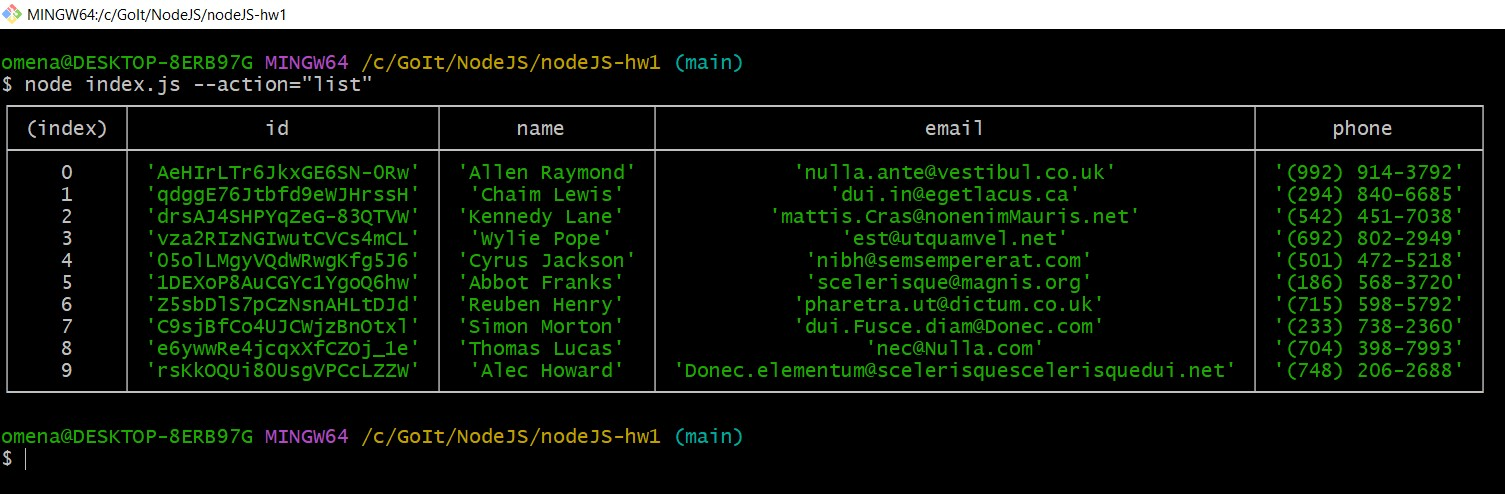 MINGW64:/c/GoIt/NodeJS/nodeJS-hw1
omena@DESKTOP-8ERB97G MINGW64 /c/GoIt/NodeJS/nodeJS-hw1 (main)
$ node index.js --action="list"
(index) id name email phone
0 'AeHIrLTr6JkxGE6SN-0Rw' 'Allen Raymond' 'nulla.ante@vestibul.co.uk' '(992) 914-3792'
1 'qdggE76Jtbfd9eWJHrssH' 'Chaim Lewis' 'dui.in@egetlacus.ca' '(294) 840-6685'
2 'drsAJ4SHPYqZeG-83QTVW' 'Kennedy Lane' 'mattis.Cras@nonenimMauris.net' '(542) 451-7038'
3 'vza2RIzNGIwutCVCs4mCL' 'Wylie Pope' 'est@utquamvel.net' '(692) 802-2949'
4 '05olLMgyVQdWRwgKfg5J6' 'Cyrus Jackson' 'nibh@semsempererat.com' '(501) 472-5218'
5 '1DEXoP8AuCGYc1YgoQ6hw' 'Abbot Franks' 'scelerisque@magnis.org' '(186) 568-3720'
6 'Z5sbDlS7pCzNsnAHLtDJd' 'Reuben Henry' 'pharetra.ut@dictum.co.uk' '(715) 598-5792'
7 'C9sjBfCo4UJCWjzBnOtxl' 'Simon Morton' 'dui.Fusce.diam@Donec.com' '(233) 738-2360'
8 'e6ywwRe4jcqxXfCZOj_1e' 'Thomas Lucas' 'nec@Nulla.com' '(704) 398-7993'
9 'rsKkOQUi80UsgVPCcLZZW' 'Alec Howard' 'Donec.elementum@scelerisquescelerisquedui.net' '(748) 206-2688'
omena@DESKTOP-8ERB97G MINGW64 /c/GoIt/NodeJS/nodeJS-hw1 (main)
$